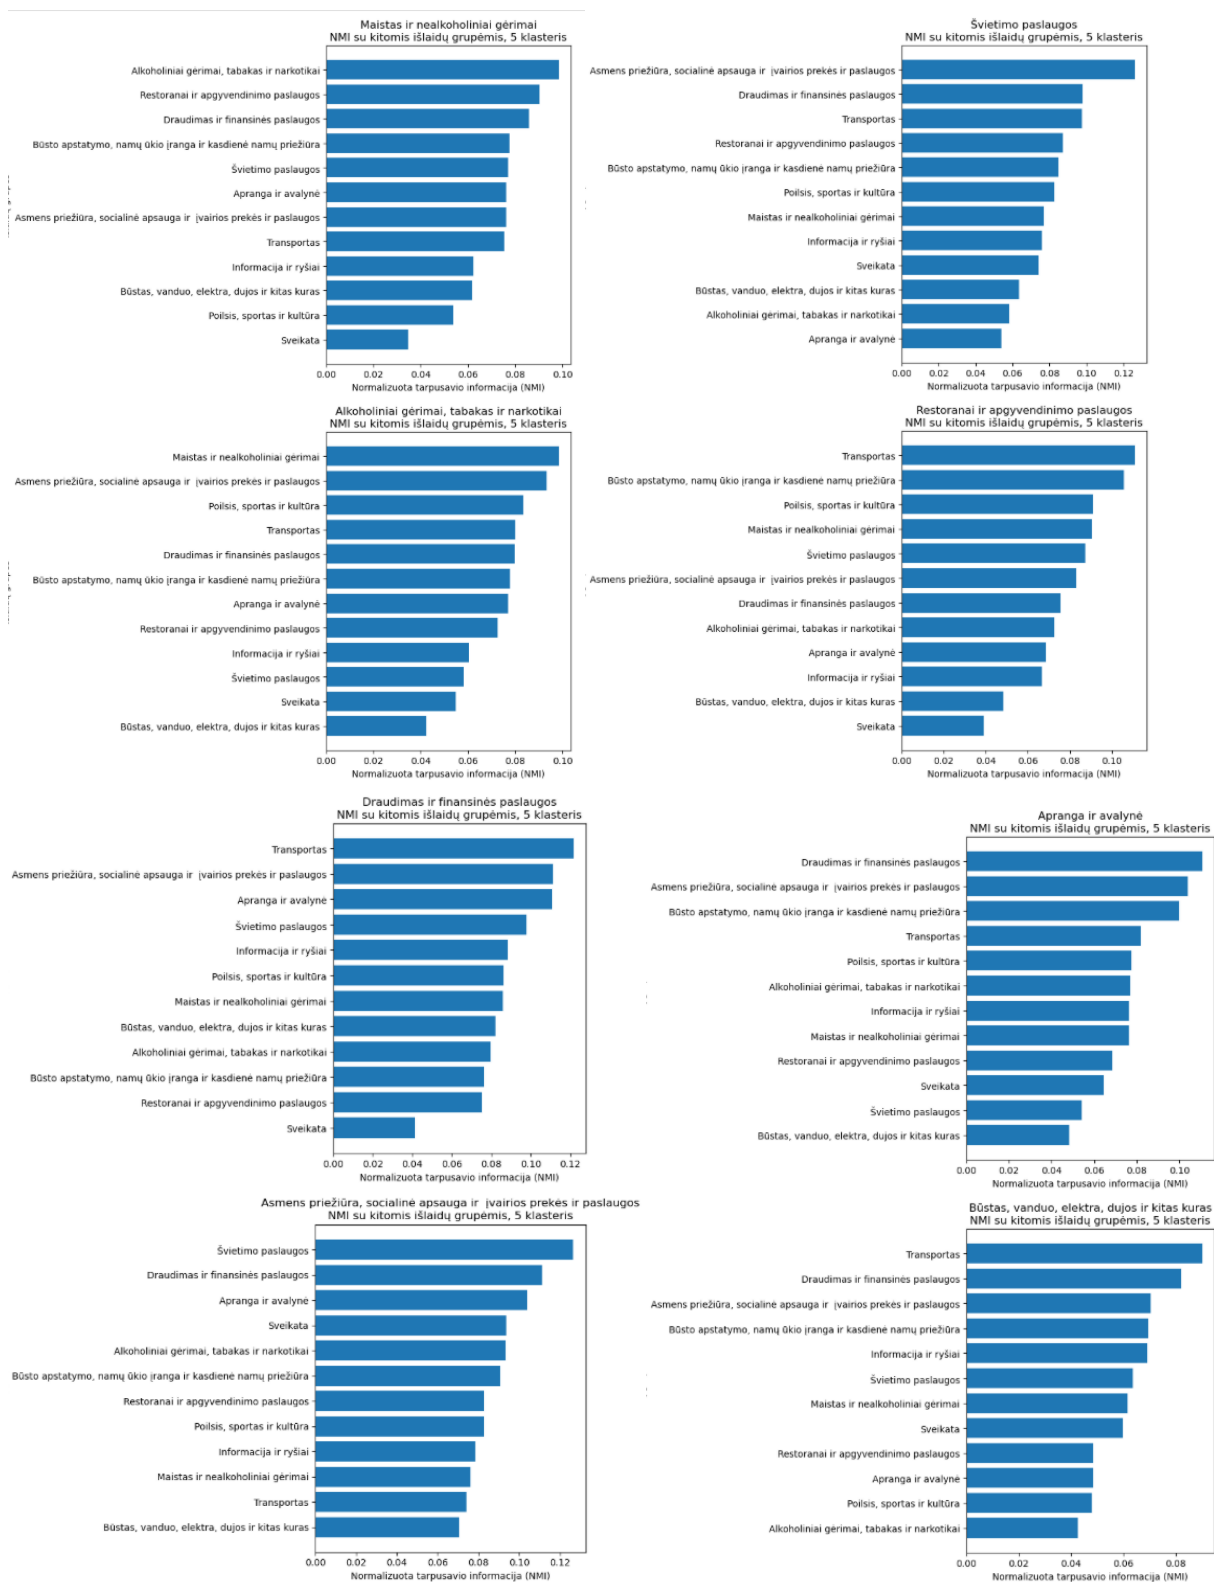 Maistas ir nealkoholiniai gėrimai
NMI su kitomis išlaidų grupėmis, 5 klasteris
Alkoholiniai gėrimai, tabakas ir narkotikai
Restoranai ir apgyvendinimo paslaugos
Draudimas ir finansinės paslaugos
Būsto apstatymo, namų ūkio įranga ir kasdienė namų priežiūra
Švietimo paslaugos
Apranga ir avalynė
Asmens priežiūra, socialinė apsauga ir įvairios prekės ir paslaugos
Transportas
Informacija ir ryšiai
Būstas, vanduo, elektra, dujos ir kitas kuras
Poilsis, sportas ir kultūra
Sveikata
0.00 0.02 0.04 0.06 0.08 0.10
Normalizuota tarpusavio informacija (NMI)
Švietimo paslaugos
NMI su kitomis išlaidų grupėmis, 5 klasteris
Asmens priežiūra, socialinė apsauga ir įvairios prekės ir paslaugos
Draudimas ir finansinės paslaugos
Transportas
Restoranai ir apgyvendinimo paslaugos
Būsto apstatymo, namų ūkio įranga ir kasdienė namų priežiūra
Poilsis, sportas ir kultūra
Maistas ir nealkoholiniai gėrimai
Informacija ir ryšiai
Sveikata
Būstas, vanduo, elektra, dujos ir kitas kuras
Alkoholiniai gėrimai, tabakas ir narkotikai
Apranga ir avalynė
0.00 0.02 0.04 0.06 0.08 0.10 0.12
Normalizuota tarpusavio informacija (NMI)
Alkoholiniai gėrimai, tabakas ir narkotikai
NMI su kitomis išlaidų grupėmis, 5 klasteris
Maistas ir nealkoholiniai gėrimai
Asmens priežiūra, socialinė apsauga ir įvairios prekės ir paslaugos
Poilsis, sportas ir kultūra
Transportas
Draudimas ir finansinės paslaugos
Būsto apstatymo, namų ūkio įranga ir kasdienė namų priežiūra
Apranga ir avalynė
Restoranai ir apgyvendinimo paslaugos
Informacija ir ryšiai
Švietimo paslaugos
Sveikata
Būstas, vanduo, elektra, dujos ir kitas kuras
0.00 0.02 0.04 0.06 0.08 0.10
Normalizuota tarpusavio informacija (NMI)
Restoranai ir apgyvendinimo paslaugos
NMI su kitomis išlaidų grupėmis, 5 klasteris
Transportas
Būsto apstatymo, namų ūkio įranga ir kasdienė namų priežiūra
Poilsis, sportas ir kultūra
Maistas ir nealkoholiniai gėrimai
Švietimo paslaugos
Asmens priežiūra, socialinė apsauga ir įvairios prekės ir paslaugos
Draudimas ir finansinės paslaugos
Alkoholiniai gėrimai, tabakas ir narkotikai
Apranga ir avalynė
Informacija ir ryšiai
Būstas, vanduo, elektra, dujos ir kitas kuras
Sveikata
0.00 0.02 0.04 0.06 0.08 0.10
Normalizuota tarpusavio informacija (NMI)
Draudimas ir finansinės paslaugos
NMI su kitomis išlaidų grupėmis, 5 klasteris
Transportas
Asmens priežiūra, socialinė apsauga ir įvairios prekės ir paslaugos
Apranga ir avalynė
Švietimo paslaugos
Informacija ir ryšiai
Poilsis, sportas ir kultūra
Maistas ir nealkoholiniai gėrimai
Būstas, vanduo, elektra, dujos ir kitas kuras
Alkoholiniai gėrimai, tabakas ir narkotikai
Būsto apstatymo, namų ūkio įranga ir kasdienė namų priežiūra
Restoranai ir apgyvendinimo paslaugos
Sveikata
0.00 0.02 0.04 0.06 0.08 0.10 0.12
Normalizuota tarpusavio informacija (NMI)
Apranga ir avalynė
NMI su kitomis išlaidų grupėmis, 5 klasteris
Draudimas ir finansinės paslaugos
Asmens priežiūra, socialinė apsauga ir įvairios prekės ir paslaugos
Būsto apstatymo, namų ūkio įranga ir kasdienė namų priežiūra
Transportas
Poilsis, sportas ir kultūra
Alkoholiniai gėrimai, tabakas ir narkotikai
Informacija ir ryšiai
Maistas ir nealkoholiniai gėrimai
Restoranai ir apgyvendinimo paslaugos
Sveikata
Švietimo paslaugos
Būstas, vanduo, elektra, dujos ir kitas kuras
0.00 0.02 0.04 0.06 0.08 0.10
Normalizuota tarpusavio informacija (NMI)
Asmens priežiūra, socialinė apsauga ir įvairios prekės ir paslaugos
NMI su kitomis išlaidų grupėmis, 5 klasteris
Švietimo paslaugos
Draudimas ir finansinės paslaugos
Apranga ir avalynė
Sveikata
Alkoholiniai gėrimai, tabakas ir narkotikai
Būsto apstatymo, namų ūkio įranga ir kasdienė namų priežiūra
Restoranai ir apgyvendinimo paslaugos
Poilsis, sportas ir kultūra
Informacija ir ryšiai
Maistas ir nealkoholiniai gėrimai
Transportas
Būstas, vanduo, elektra, dujos ir kitas kuras
0.00 0.02 0.04 0.06 0.08 0.10 0.12
Normalizuota tarpusavio informacija (NMI)
Būstas, vanduo, elektra, dujos ir kitas kuras
NMI su kitomis išlaidų grupėmis, 5 klasteris
Transportas
Draudimas ir finansinės paslaugos
Asmens priežiūra, socialinė apsauga ir įvairios prekės ir paslaugos
Būsto apstatymo, namų ūkio įranga ir kasdienė namų priežiūra
Informacija ir ryšiai
Švietimo paslaugos
Maistas ir nealkoholiniai gėrimai
Sveikata
Restoranai ir apgyvendinimo paslaugos
Apranga ir avalynė
Poilsis, sportas ir kultūra
Alkoholiniai gėrimai, tabakas ir narkotikai
0.00 0.02 0.04 0.06 0.08
Normalizuota tarpusavio informacija (NMI)